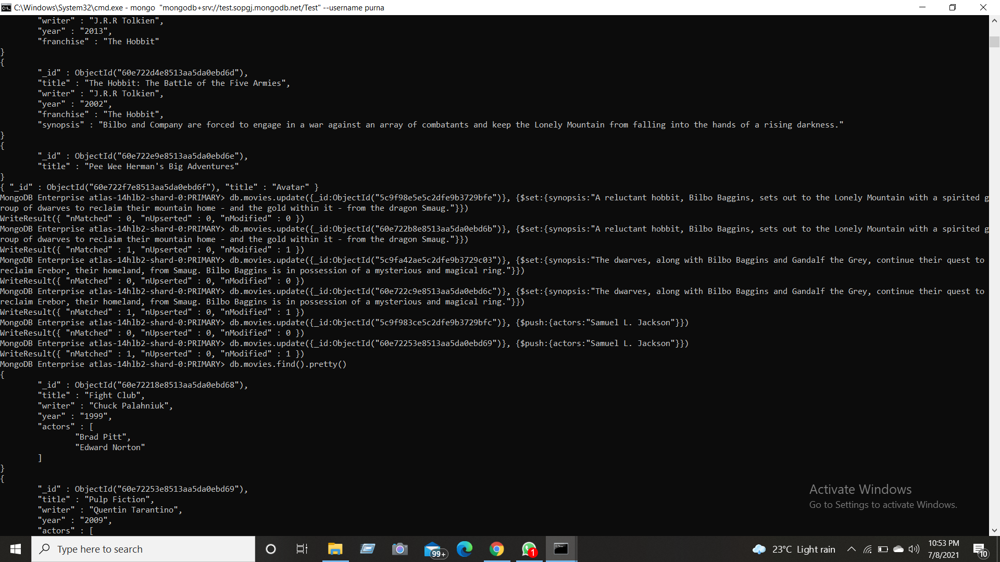 C:\Windows\System32\cmd.exe - mongo  "mongodb+srv://test.sopgj.mongodb.net/Test" --username purna
        "writer" : "J.R.R Tolkien",
        "year" : "2013",
        "franchise" : "The Hobbit"
}
{
        "_id" : ObjectId("60e722d4e8513aa5da0ebd6d"),
        "title" : "The Hobbit: The Battle of the Five Armies",
        "writer" : "J.R.R Tolkien",
        "year" : "2002",
        "franchise" : "The Hobbit",
        "synopsis" : "Bilbo and Company are forced to engage in a war against an array of combatants and keep the Lonely Mountain from falling into the hands of a rising darkness."
}
{
        "_id" : ObjectId("60e722e9e8513aa5da0ebd6e"),
        "title" : "Pee Wee Herman's Big Adventures"
}
{ "_id" : ObjectId("60e722f7e8513aa5da0ebd6f"), "title" : "Avatar" }
MongoDB Enterprise atlas-14hlb2-shard-0:PRIMARY> db.movies.update({_id:ObjectId("5c9f98e5e5c2dfe9b3729bfe")}, {$set:{synopsis:"A reluctant hobbit, Bilbo Baggins, sets out to the Lonely Mountain with a spirited g
roup of dwarves to reclaim their mountain home - and the gold within it - from the dragon Smaug."}})
WriteResult({ "nMatched" : 0, "nUpserted" : 0, "nModified" : 0 })
MongoDB Enterprise atlas-14hlb2-shard-0:PRIMARY> db.movies.update({_id:ObjectId("60e722b8e8513aa5da0ebd6b")}, {$set:{synopsis:"A reluctant hobbit, Bilbo Baggins, sets out to the Lonely Mountain with a spirited g
roup of dwarves to reclaim their mountain home - and the gold within it - from the dragon Smaug."}})
WriteResult({ "nMatched" : 1, "nUpserted" : 0, "nModified" : 1 })
MongoDB Enterprise atlas-14hlb2-shard-0:PRIMARY> db.movies.update({_id:ObjectId("5c9fa42ae5c2dfe9b3729c03")}, {$set:{synopsis:"The dwarves, along with Bilbo Baggins and Gandalf the Grey, continue their quest to
reclaim Erebor, their homeland, from Smaug. Bilbo Baggins is in possession of a mysterious and magical ring."}})
WriteResult({ "nMatched" : 0, "nUpserted" : 0, "nModified" : 0 })
MongoDB Enterprise atlas-14hlb2-shard-0:PRIMARY> db.movies.update({_id:ObjectId("60e722c9e8513aa5da0ebd6c")}, {$set:{synopsis:"The dwarves, along with Bilbo Baggins and Gandalf the Grey, continue their quest to
reclaim Erebor, their homeland, from Smaug. Bilbo Baggins is in possession of a mysterious and magical ring."}})
WriteResult({ "nMatched" : 1, "nUpserted" : 0, "nModified" : 1 })
MongoDB Enterprise atlas-14hlb2-shard-0:PRIMARY> db.movies.update({_id:ObjectId("5c9f983ce5c2dfe9b3729bfc")}, {$push:{actors:"Samuel L. Jackson"}})
WriteResult({ "nMatched" : 0, "nUpserted" : 0, "nModified" : 0 })
MongoDB Enterprise atlas-14hlb2-shard-0:PRIMARY> db.movies.update({_id:ObjectId("60e72253e8513aa5da0ebd69")}, {$push:{actors:"Samuel L. Jackson"}})
WriteResult({ "nMatched" : 1, "nUpserted" : 0, "nModified" : 1 })
MongoDB Enterprise atlas-14hlb2-shard-0:PRIMARY> db.movies.find().pretty()
{
        "_id" : ObjectId("60e72218e8513aa5da0ebd68"),
        "title" : "Fight Club",
        "writer" : "Chuck Palahniuk",
        "year" : "1999",
        "actors" : [
                "Brad Pitt",
                "Edward Norton"
        ]
}
{
        "_id" : ObjectId("60e72253e8513aa5da0ebd69"),
        "title" : "Pulp Fiction",
        "writer" : "Quentin Tarantino",
        "year" : "2009",
        "actors" : [
Activate Windows
Go to Settings to activate Windows.
Type here to search
99+
1
23°C Light rain
10:53 PM
7/8/2021
10